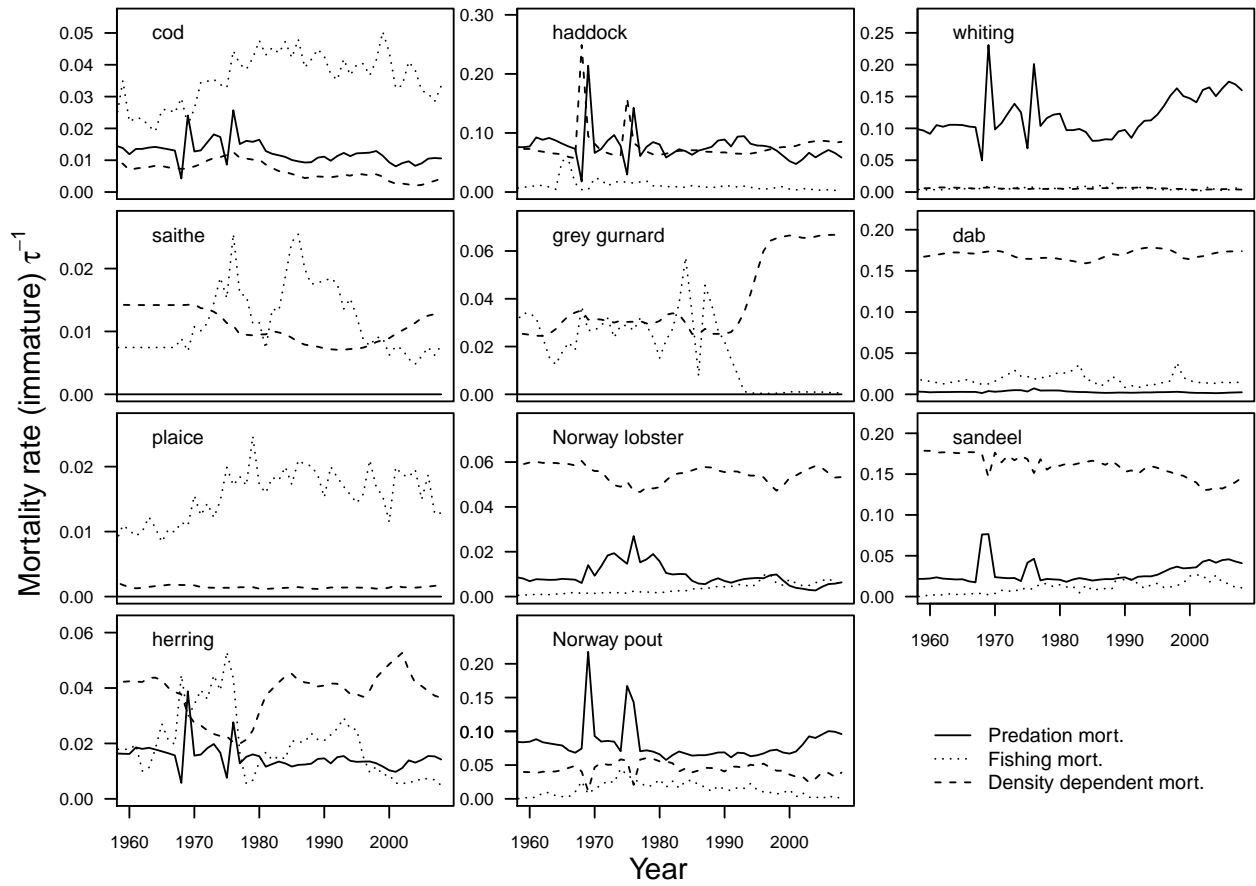 cod
0.00
0.01
0.02
0.03
0.04
0.05
haddock
0.00
0.10
0.20
0.30
whiting
0.00
0.05
0.10
0.15
0.20
0.25
saithe
0.00
0.01
0.02
grey gurnard
0.00
0.02
0.04
0.06
dab
0.00
0.05
0.10
0.15
0.20
plaice
0.00
0.01
0.02
Norway lobster
0.00
0.02
0.04
0.06
sandeel
0.00
0.05
0.10
0.15
0.20
1960 1970 1980 1990 2000
herring
0.00
0.02
0.04
0.06
1960 1970 1980 1990 2000
Norway pout
0.00
0.05
0.10
0.15
0.20
1960 1970 1980 1990 2000
Predation mort.
Fishing mort.
Density dependent mort.
Mortality rate (immature) τ⁻¹
Year